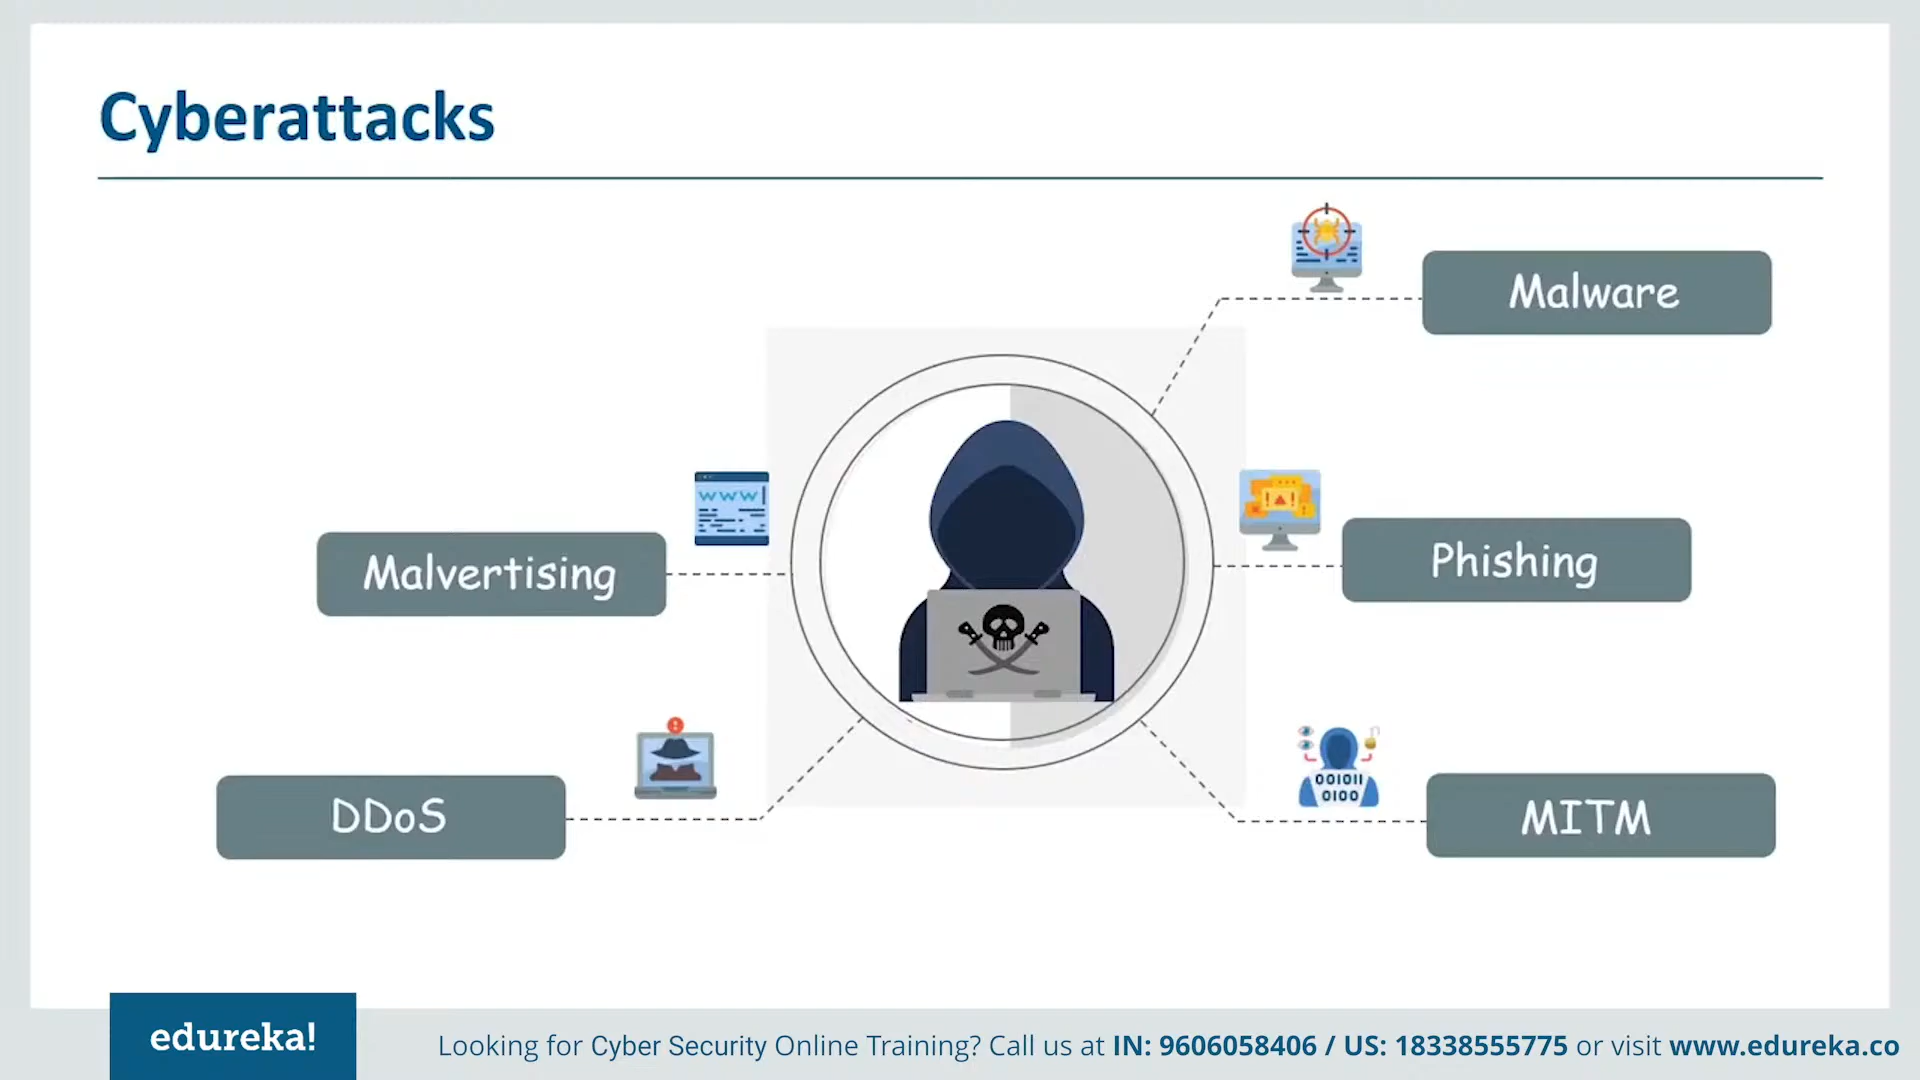 Cyberattacks
Malware
www
Malvertising
Phishing
DDoS
001011
0100
MITM
edureka!
Looking for Cyber Security Online Training? Call us at IN: 9606058406 / US: 18338555775 or visit www.edureka.co